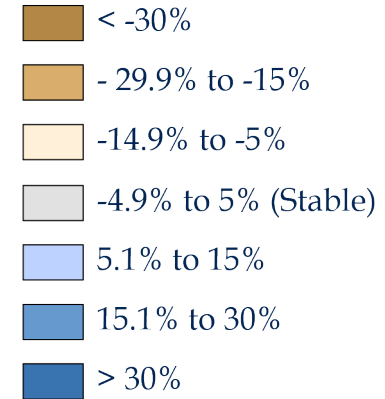 < -30%
- 29.9% to -15%
-14.9% to -5%
-4.9% to 5% (Stable)
5.1% to 15%
15.1% to 30%
> 30%